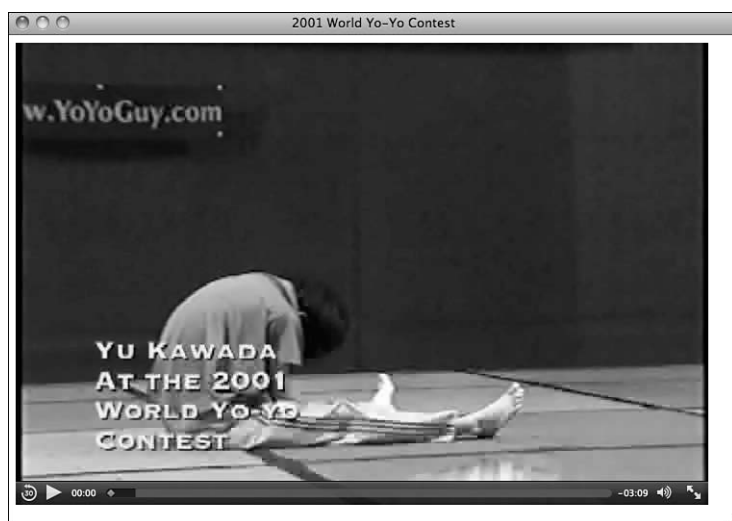 2001 World Yo-Yo Contest
w.YoYoGuy.com
YU KAWADA
AT THE 2001
WORLD YO-YO
CONTEST
30
00:00
-03:09